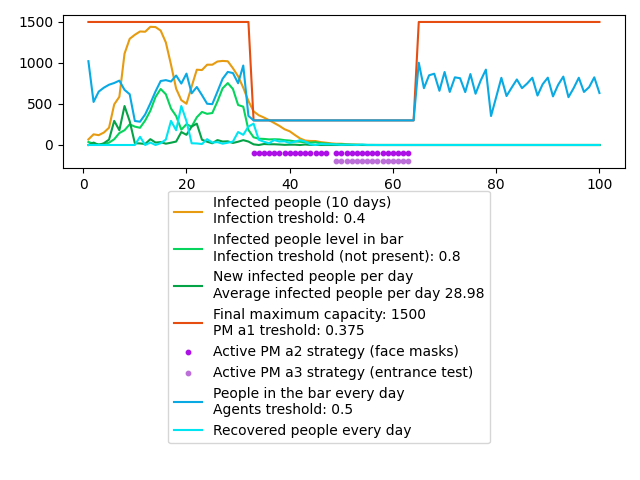 1500
1000
500
0
0 20 40 60 80 100
Infected people (10 days)
Infection treshold: 0.4
Infected people level in bar
Infection treshold (not present): 0.8
New infected people per day
Average infected people per day 28.98
Final maximum capacity: 1500
PM a1 treshold: 0.375
Active PM a2 strategy (face masks)
Active PM a3 strategy (entrance test)
People in the bar every day
Agents treshold: 0.5
Recovered people every day